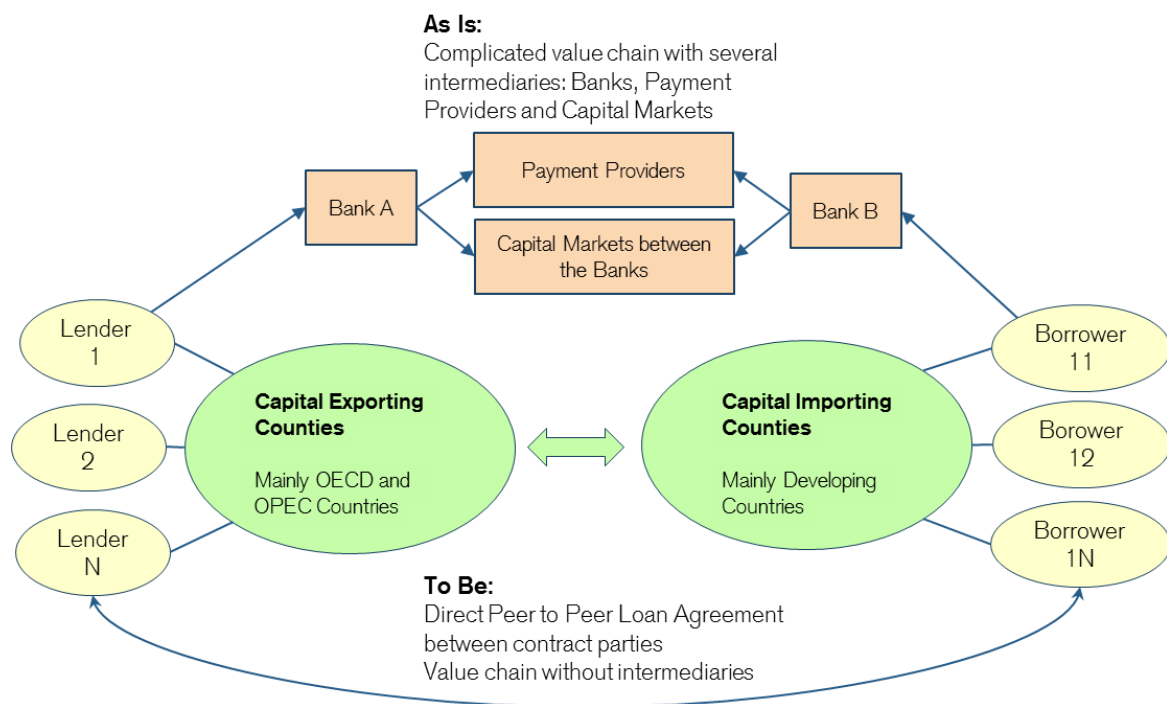 As Is:
Complicated value chain with several
intermediaries: Banks, Payment
Providers and Capital Markets
Payment Providers
Bank A
Bank B
Capital Markets between
the Banks
Lender
1
Borrower
11
Capital Exporting
Counties
Mainly OECD and
OPEC Countries
Capital Importing
Counties
Mainly Developing
Countries
Lender
2
Borower
12
Lender
N
Borrower
1N
To Be:
Direct Peer to Peer Loan Agreement
between contract parties
Value chain without intermediaries